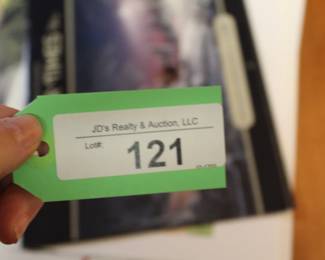 JD's Realty & Auction, LLC
Lot#:
121